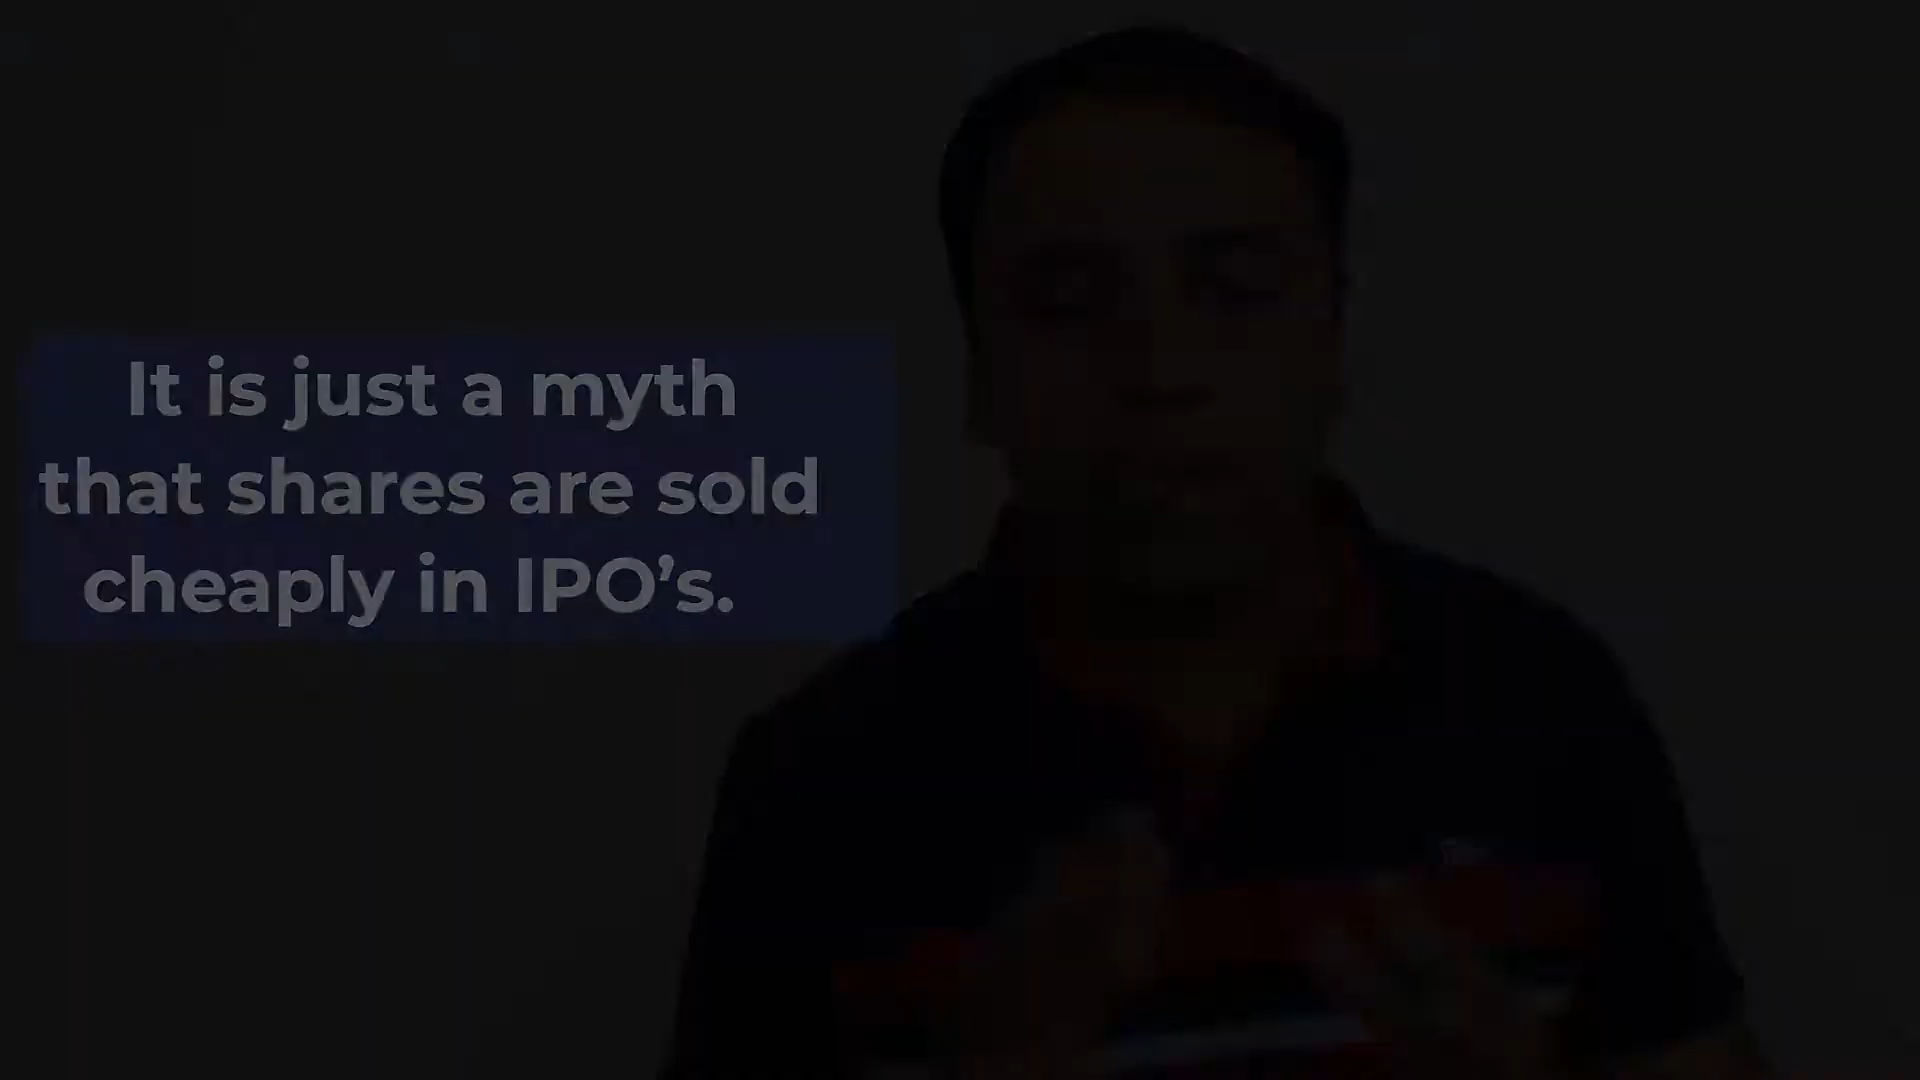 It is just a myth
that shares are sold
cheaply in IPO’s.